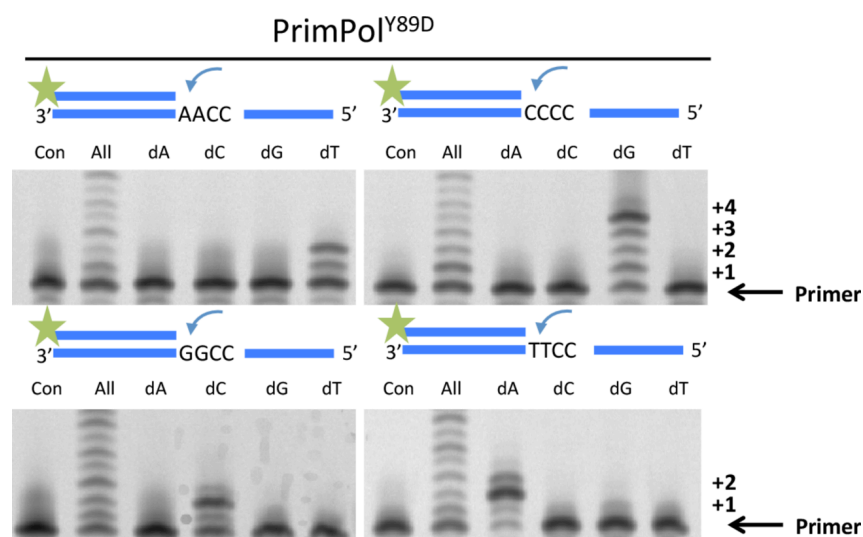 PrimPol^Y89D
3’ AACC 5’ 3’ CCCC 5’
Con All dA dC dG dT Con All dA dC dG dT
+4
+3
+2
+1
Primer
3’ GGCC 5’ 3’ TTCC 5’
Con All dA dC dG dT Con All dA dC dG dT
+2
+1
Primer